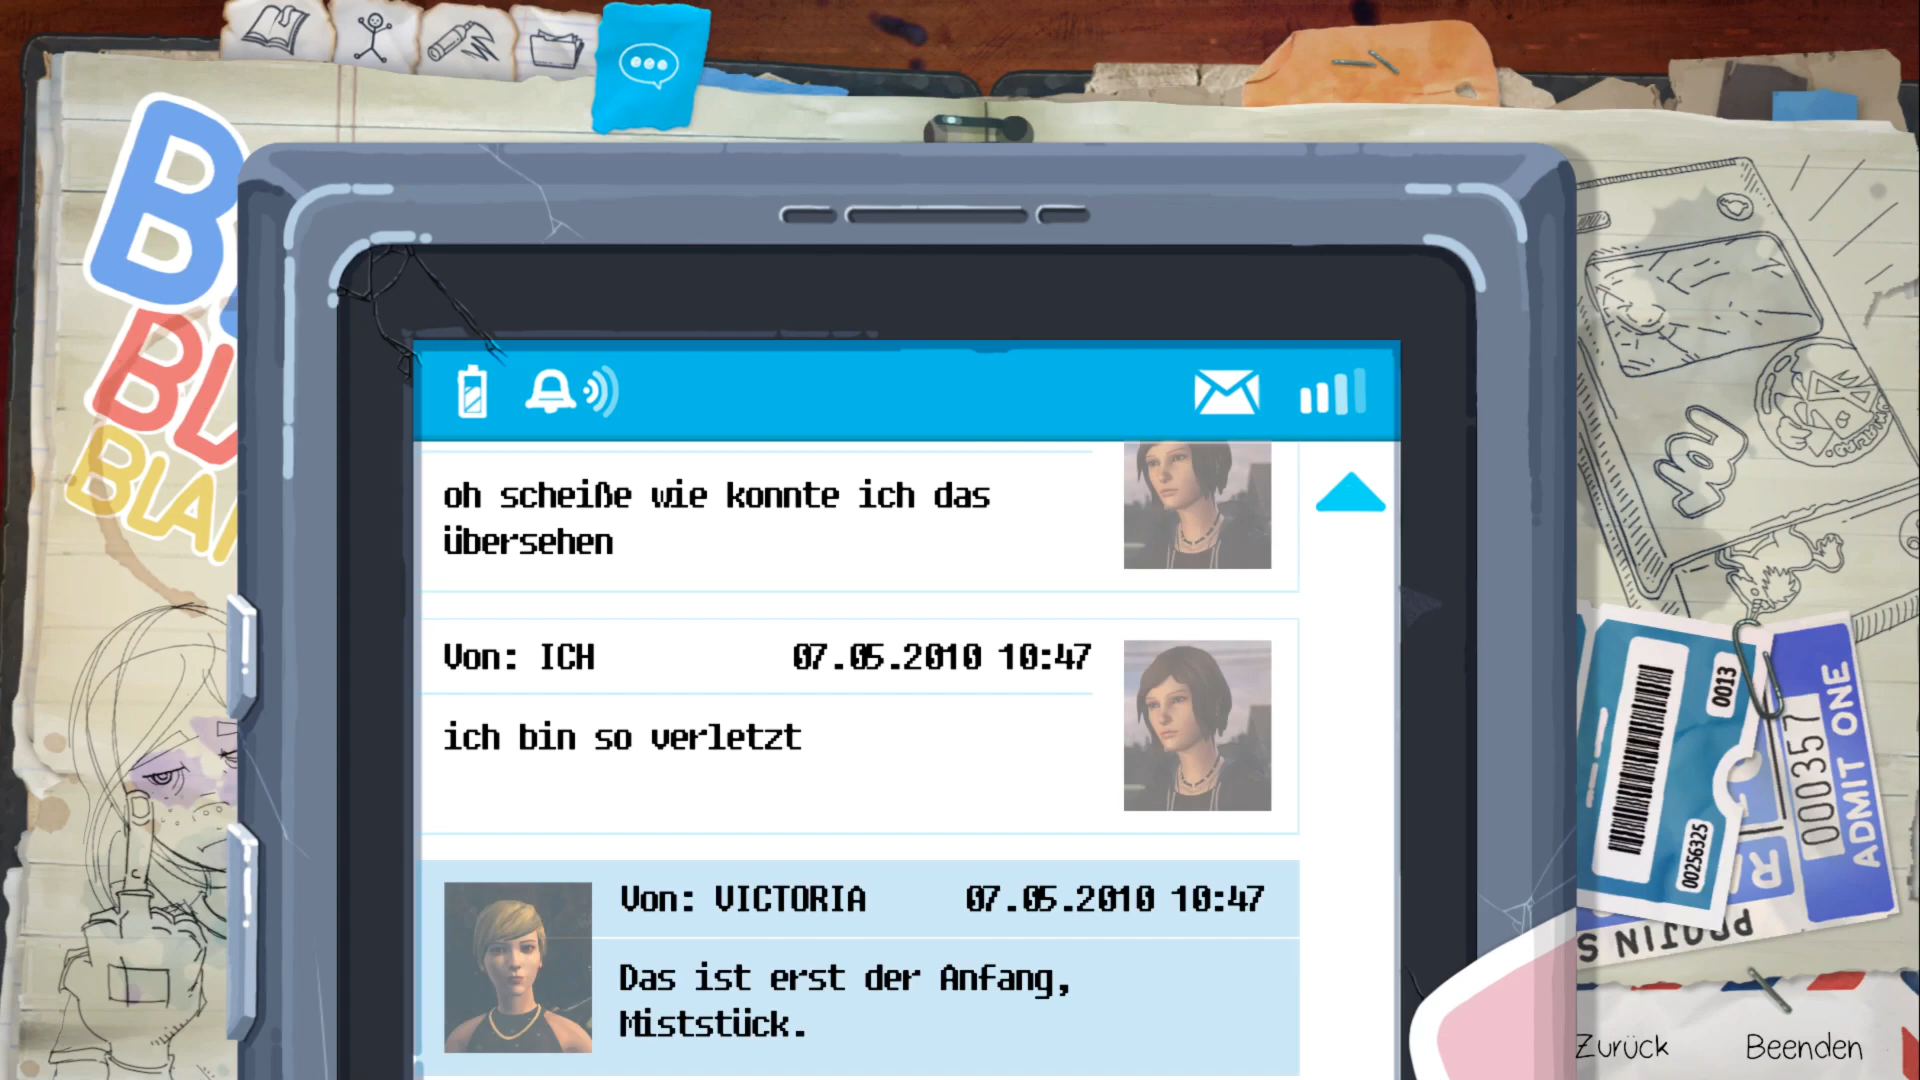 oh scheiße wie konnte ich das
übersehen
Von: ICH 07.05.2010 10:47
ich bin so verletzt
Von: VICTORIA 07.05.2010 10:47
Das ist erst der Anfang,
Miststück.
0013
00256325
000357
ADMIT ONE
Zurück Beenden